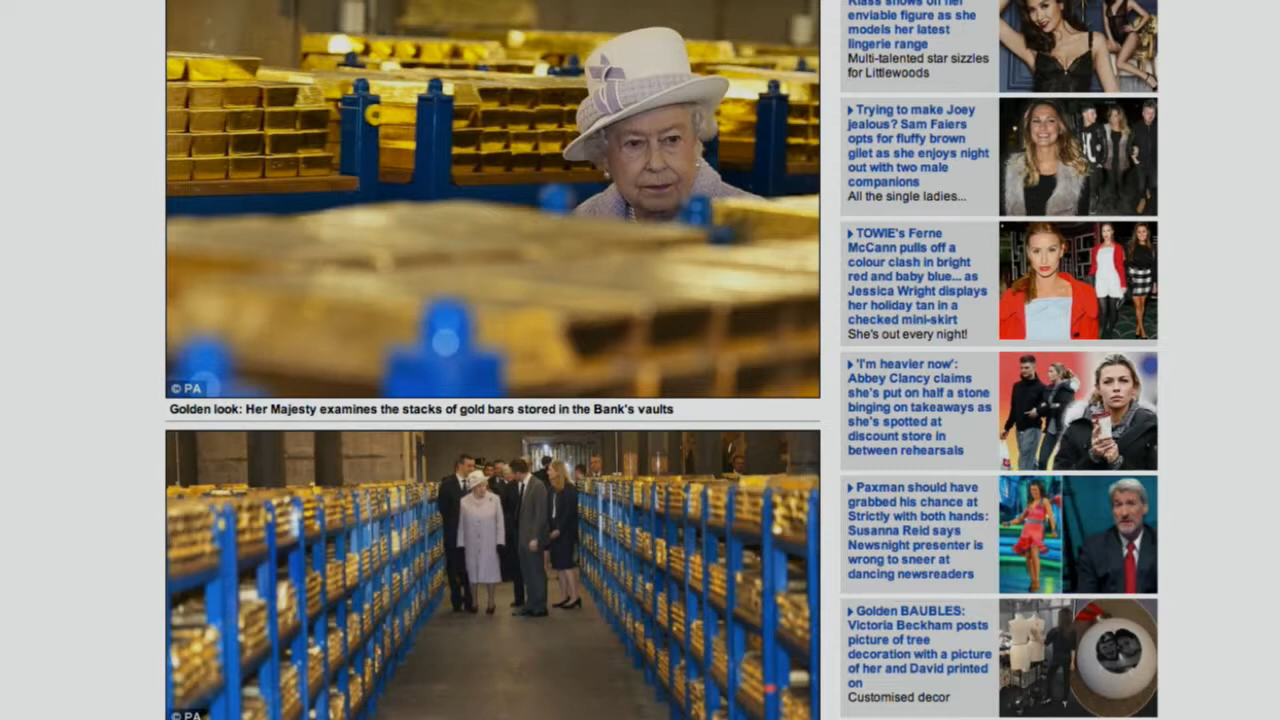 © PA
Golden look: Her Majesty examines the stacks of gold bars stored in the Bank's vaults
© PA
Klass shows off her
enviable figure as she
models her latest
lingerie range
Multi-talented star sizzles
for Littlewoods
Trying to make Joey
jealous? Sam Faiers
opts for fluffy brown
gilet as she enjoys night
out with two male
companions
All the single ladies...
TOWIE's Ferne
McCann pulls off a
colour clash in bright
red and baby blue... as
Jessica Wright displays
her holiday tan in a
checked mini-skirt
She's out every night!
'I'm heavier now':
Abbey Clancy claims
she's put on half a stone
binging on takeaways as
she's spotted at
discount store in
between rehearsals
Paxman should have
grabbed his chance at
Strictly with both hands:
Susanna Reid says
Newsnight presenter is
wrong to sneer at
dancing newsreaders
Golden BAUBLES:
Victoria Beckham posts
picture of tree
decoration with a picture
of her and David printed
on
Customised decor